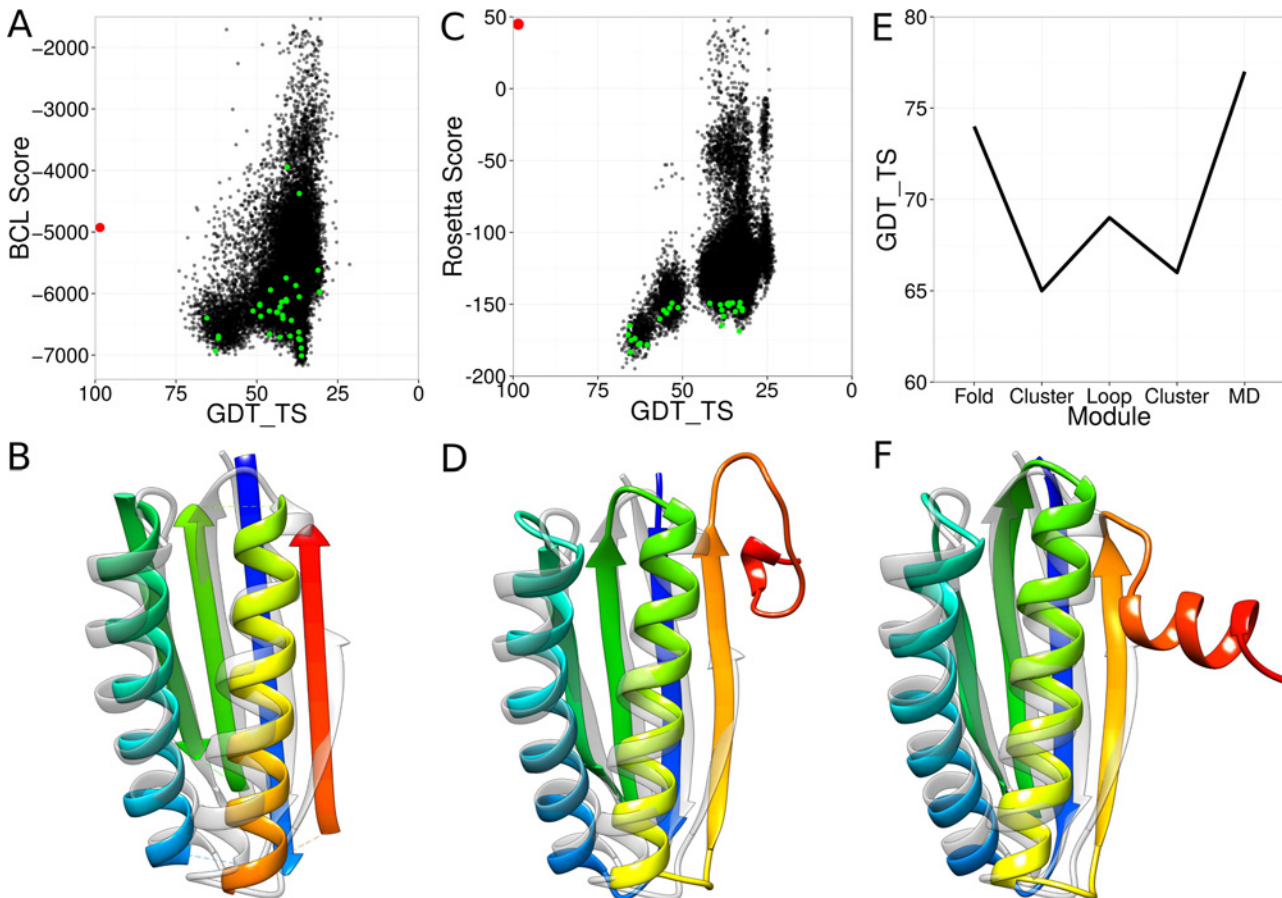 A
BCL Score
−2000
−3000
−4000
−5000
−6000
−7000
100
75
50
25
0
GDT_TS
C
Rosetta Score
50
0
-50
-100
-150
-200
100
75
50
25
0
GDT_TS
E
GDT_TS
80
75
70
65
60
Fold Cluster Loop Cluster MD
Module
B
D
F